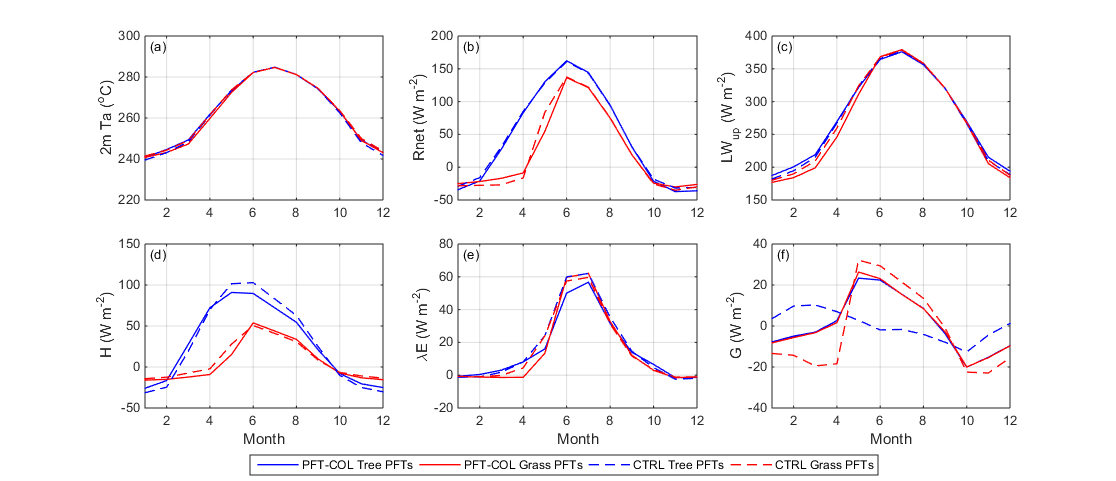 (a) (b) (c)
300 280 260 240 220
2m Ta (°C)
2 4 6 8 10 12
200 150 100 50 0 -50
Rnet (W m-2)
2 4 6 8 10 12
400 350 300 250 200 150
LWup (W m-2)
2 4 6 8 10 12
(d) (e) (f)
150 100 50 0 -50
H (W m-2)
2 4 6 8 10 12
80 60 40 20 0 -20
λE (W m-2)
2 4 6 8 10 12
40 20 0 -20 -40
G (W m-2)
2 4 6 8 10 12
Month Month Month
PFT-COL Tree PFTs PFT-COL Grass PFTs CTRL Tree PFTs CTRL Grass PFTs